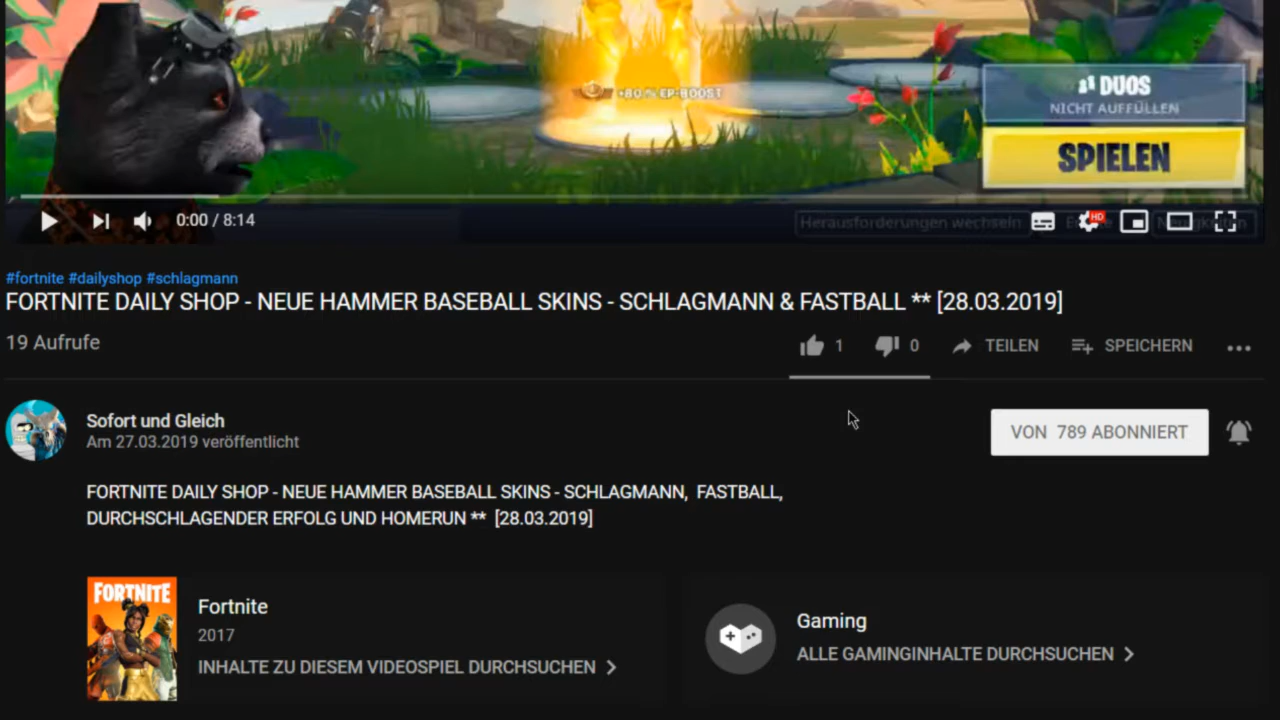 +80 % EP-BOOST
DUOS
NICHT AUFFÜLLEN
SPIELEN
0:00 / 8:14
Herausforderungen wechseln
HD
#fortnite #dailyshop #schlagmann
FORTNITE DAILY SHOP - NEUE HAMMER BASEBALL SKINS - SCHLAGMANN & FASTBALL ** [28.03.2019]
19 Aufrufe
1
0
TEILEN
SPEICHERN
Sofort und Gleich
Am 27.03.2019 veröffentlicht
VON 789 ABONNIERT
FORTNITE DAILY SHOP - NEUE HAMMER BASEBALL SKINS - SCHLAGMANN, FASTBALL,
DURCHSCHLAGENDER ERFOLG UND HOMERUN ** [28.03.2019]
FORTNITE
Fortnite
2017
INHALTE ZU DIESEM VIDEOSPIEL DURCHSUCHEN
Gaming
ALLE GAMINGINHALTE DURCHSUCHEN